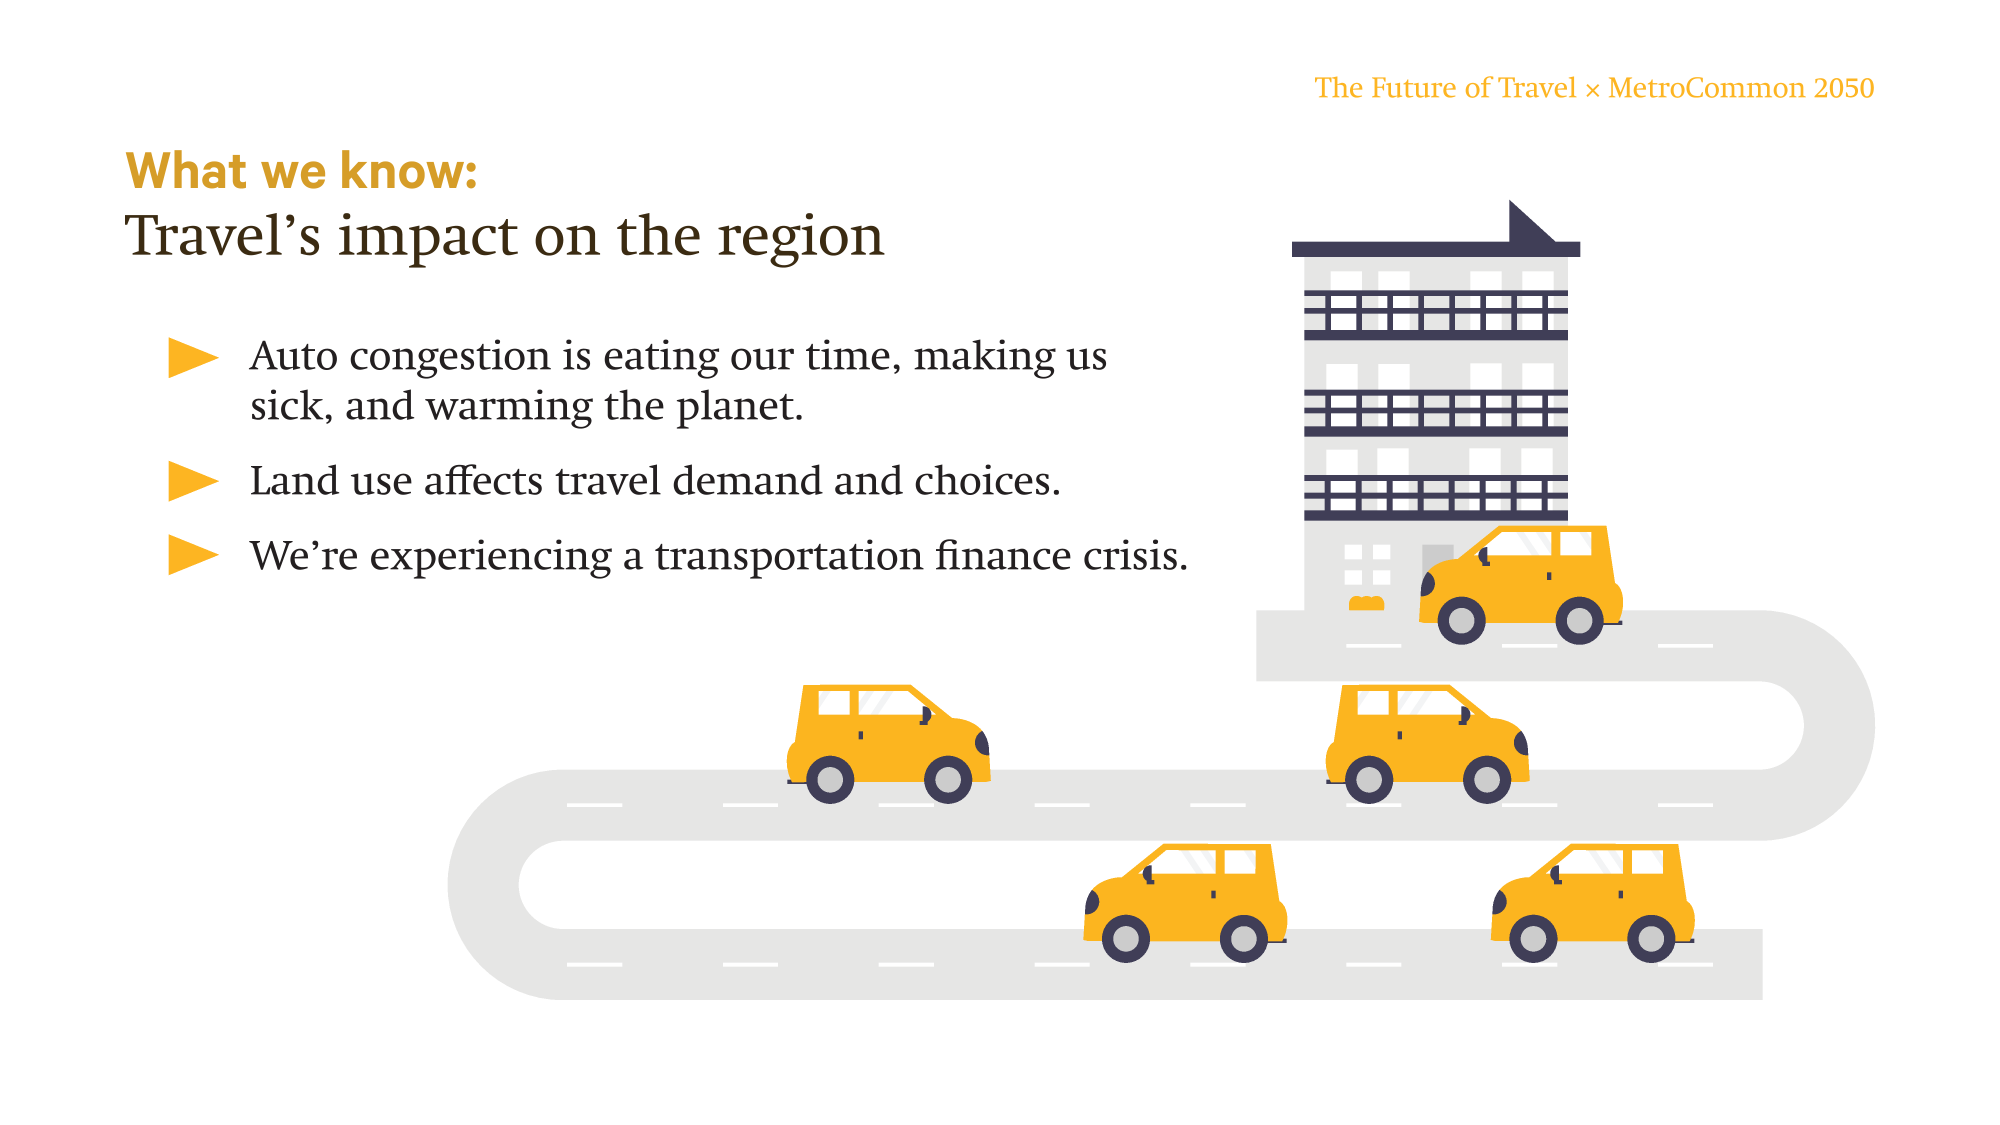 The Future of Travel × MetroCommon 2050
What we know:
Travel’s impact on the region
Auto congestion is eating our time, making us
sick, and warming the planet.
Land use affects travel demand and choices.
We’re experiencing a transportation finance crisis.